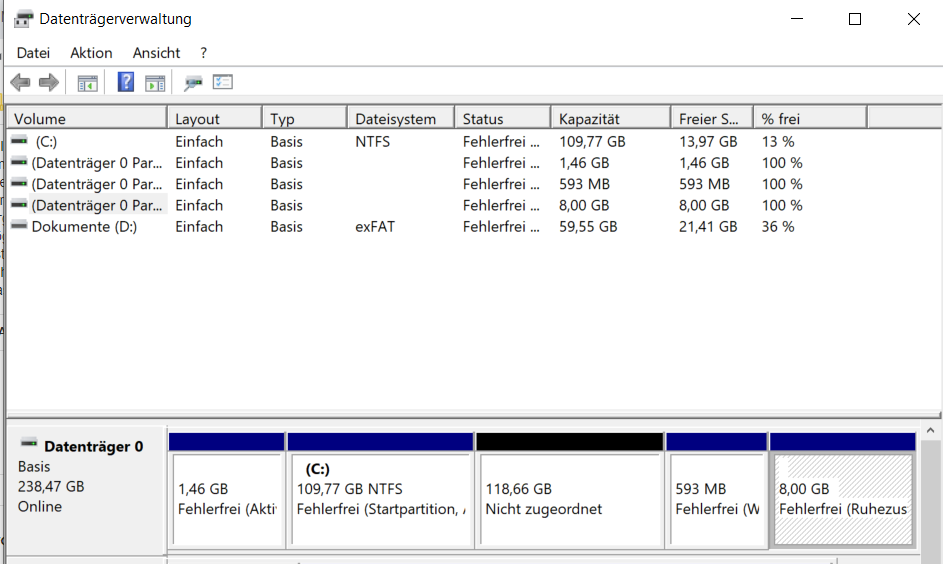 Datenträgerverwaltung
Datei Aktion Ansicht ?
Volume Layout Typ Dateisystem Status Kapazität Freier S... % frei
(C:) Einfach Basis NTFS Fehlerfrei ... 109,77 GB 13,97 GB 13 %
(Datenträger 0 Par... Einfach Basis Fehlerfrei ... 1,46 GB 1,46 GB 100 %
(Datenträger 0 Par... Einfach Basis Fehlerfrei ... 593 MB 593 MB 100 %
(Datenträger 0 Par... Einfach Basis Fehlerfrei ... 8,00 GB 8,00 GB 100 %
Dokumente (D:) Einfach Basis exFAT Fehlerfrei ... 59,55 GB 21,41 GB 36 %
Datenträger 0
Basis
238,47 GB
Online
1,46 GB
Fehlerfrei (Akti
(C:)
109,77 GB NTFS
Fehlerfrei (Startpartition,
118,66 GB
Nicht zugeordnet
593 MB
Fehlerfrei (W
8,00 GB
Fehlerfrei (Ruhezus